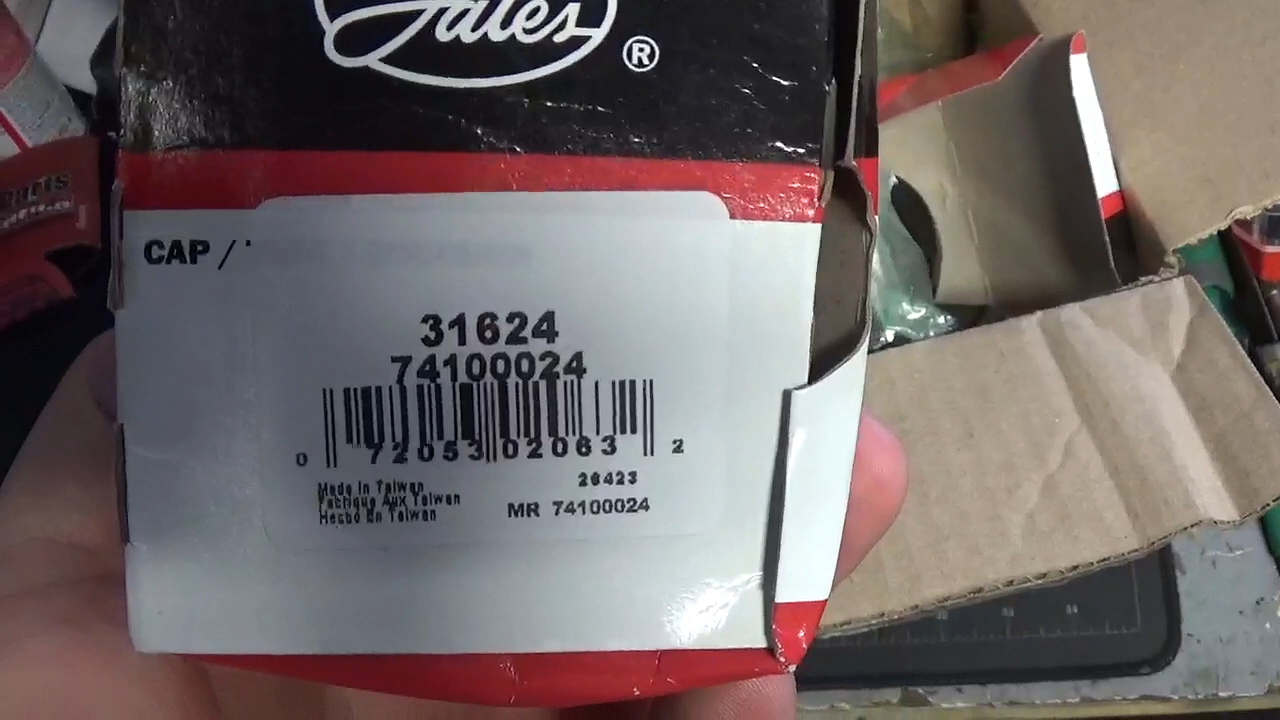 Gates
®
CAP /
31624
74100024
0 72053 02063 2
26423
Made In Taiwan
Fabrique Aux Taiwan
Hecho En Taiwan
MR 74100024